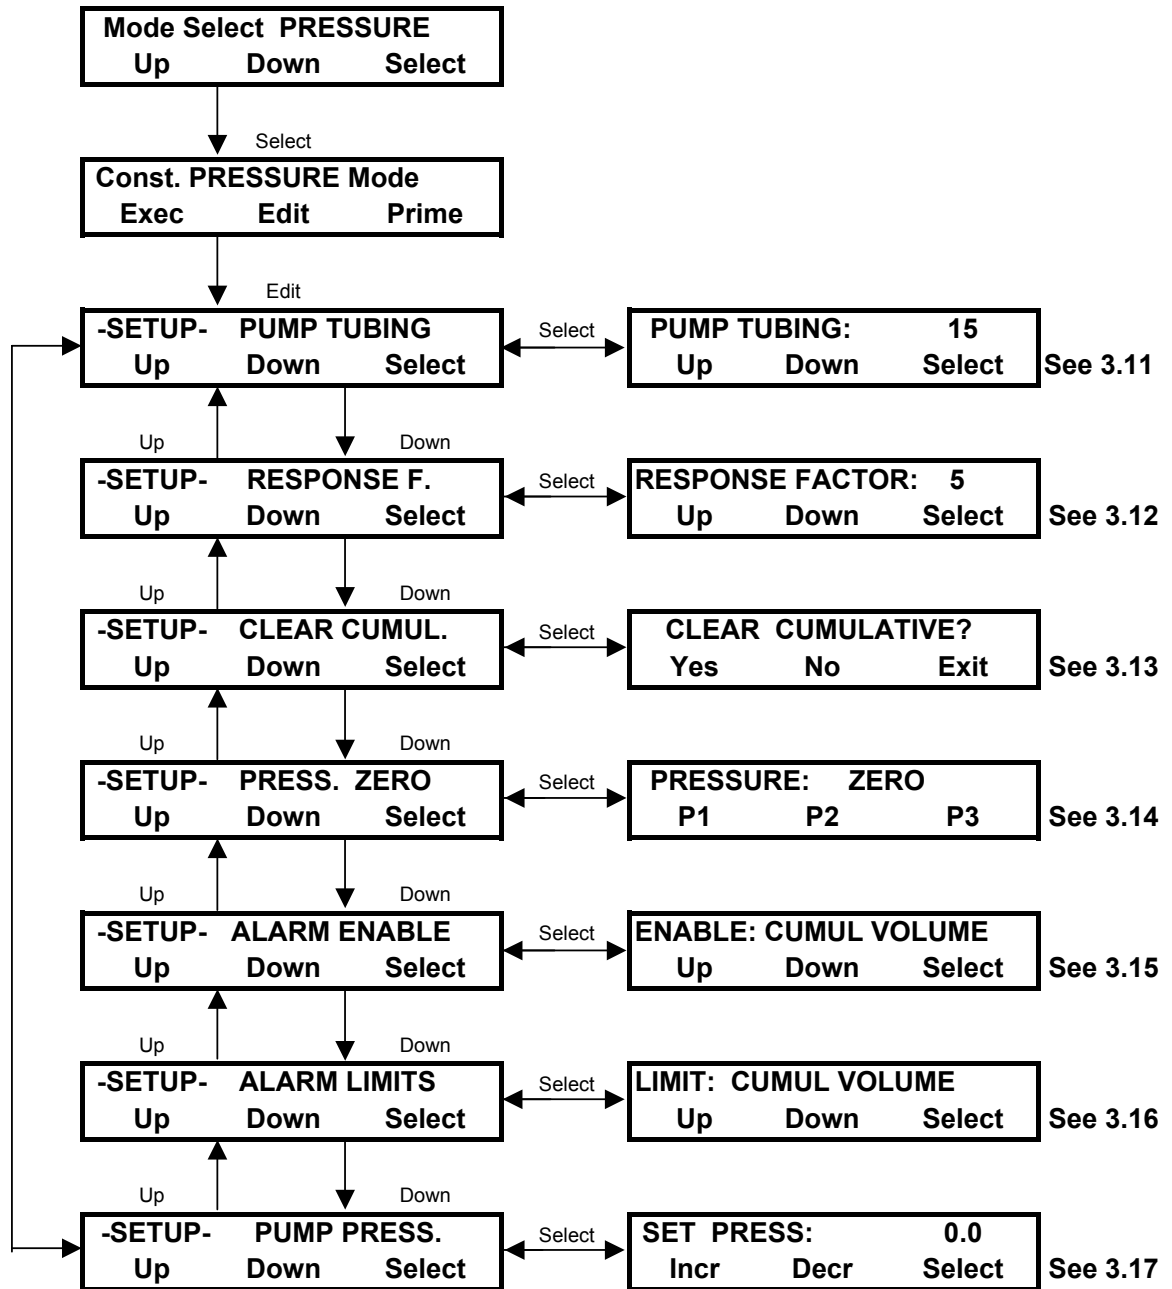 Mode Select PRESSURE
Up Down Select
Select
Const. PRESSURE Mode
Exec Edit Prime
Edit
-SETUP- PUMP TUBING
Up Down Select
Select
PUMP TUBING: 15
Up Down Select
See 3.11
Up
Down
-SETUP- RESPONSE F.
Up Down Select
Select
RESPONSE FACTOR: 5
Up Down Select
See 3.12
Up
Down
-SETUP- CLEAR CUMUL.
Up Down Select
Select
CLEAR CUMULATIVE?
Yes No Exit
See 3.13
Up
Down
-SETUP- PRESS. ZERO
Up Down Select
Select
PRESSURE: ZERO
P1 P2 P3
See 3.14
Up
Down
-SETUP- ALARM ENABLE
Up Down Select
Select
ENABLE: CUMUL VOLUME
Up Down Select
See 3.15
Up
Down
-SETUP- ALARM LIMITS
Up Down Select
Select
LIMIT: CUMUL VOLUME
Up Down Select
See 3.16
Up
Down
-SETUP- PUMP PRESS.
Up Down Select
Select
SET PRESS: 0.0
Incr Decr Select
See 3.17